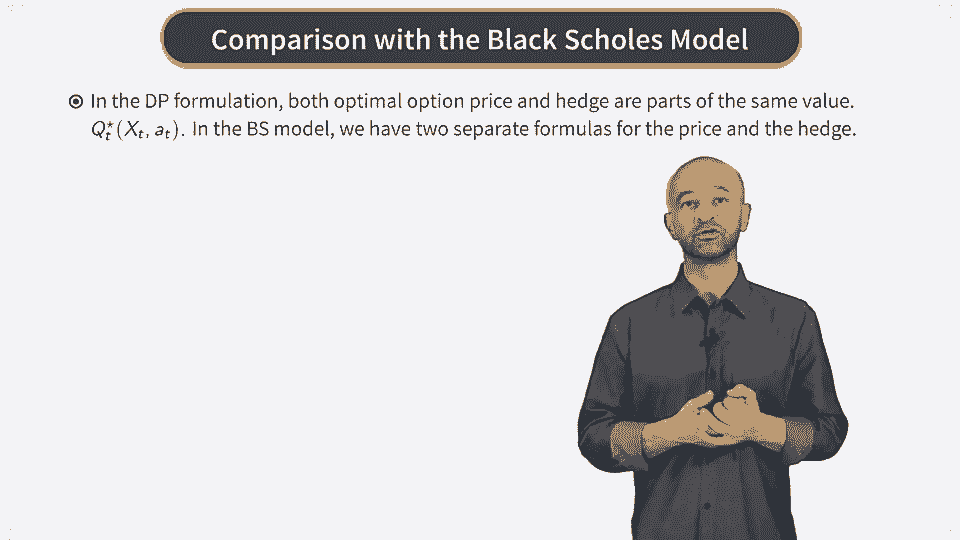 Comparison with the Black Scholes Model
In the DP formulation, both optimal option price and hedge are parts of the same value.
Q*t(Xt, at). In the BS model, we have two separate formulas for the price and the hedge.